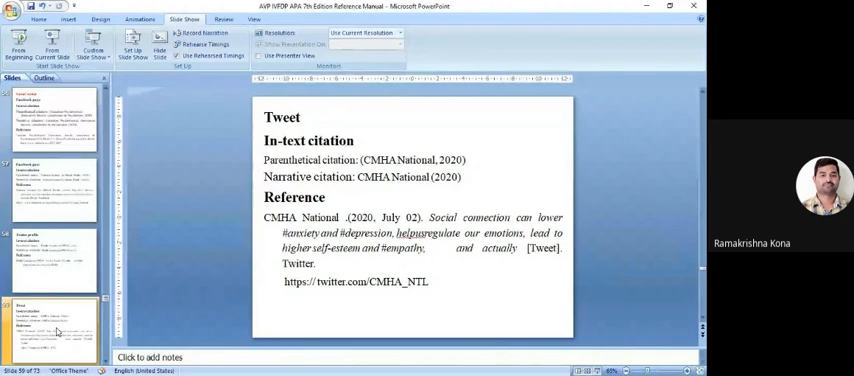 AVP IVFDP APA 7th Edition Reference Manual - Microsoft PowerPoint
Home Insert Design Animations Slide Show Review View
Record Narration
Rehearse Timings
Use Rehearsed Timings
From Beginning
From Current Slide
Custom Slide Show
Set Up Slide Show
Hide Slide
Resolution: Use Current Resolution
Show Presentation On:
Use Presenter View
Start Slide Show Set Up Monitors
Slides Outline
57
58
59
Tweet
In-text citation
Parenthetical citation: (CMHA National, 2020)
Narrative citation: CMHA National (2020)
Reference
CMHA National .(2020, July 02). Social connection can lower
#anxiety and #depression, helpusregulate our emotions, lead to
higher self-esteem and #empathy, and actually [Tweet].
Twitter.
https://twitter.com/CMHA_NTL
Click to add notes
Slide 59 of 73 "Office Theme" English (United States) 65%
Ramakrishna Kona